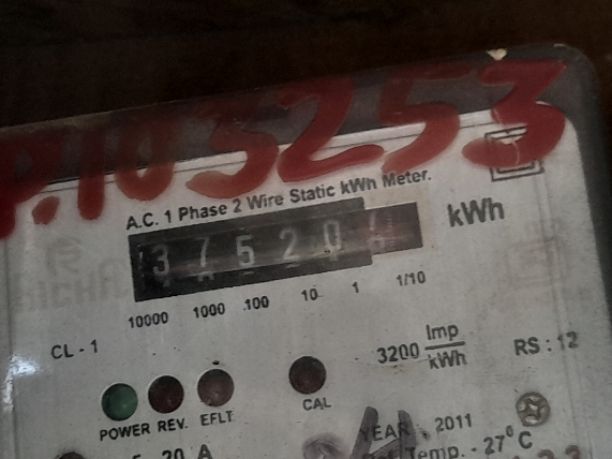 P.103253
A.C. 1 Phase 2 Wire Static kWh Meter.
37520 kWh
10000 1000 100 10 1 1/10
CL - 1
3200 Imp/kWh
RS : 12
POWER REV. EFLT CAL
YEAR 2011
5 - 20 A
Temp. - 27°C